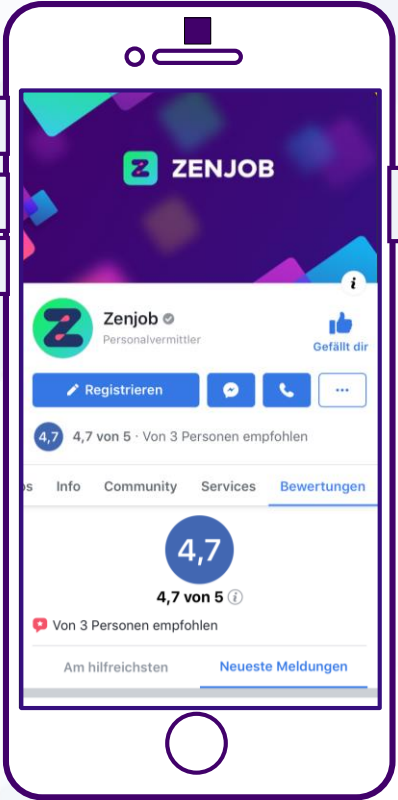 ZENJOB
Zenjob
Personalvermittler
Gefällt dir
Registrieren
4,7 4,7 von 5 · Von 3 Personen empfohlen
os Info Community Services Bewertungen
4,7
4,7 von 5
Von 3 Personen empfohlen
Am hilfreichsten Neueste Meldungen